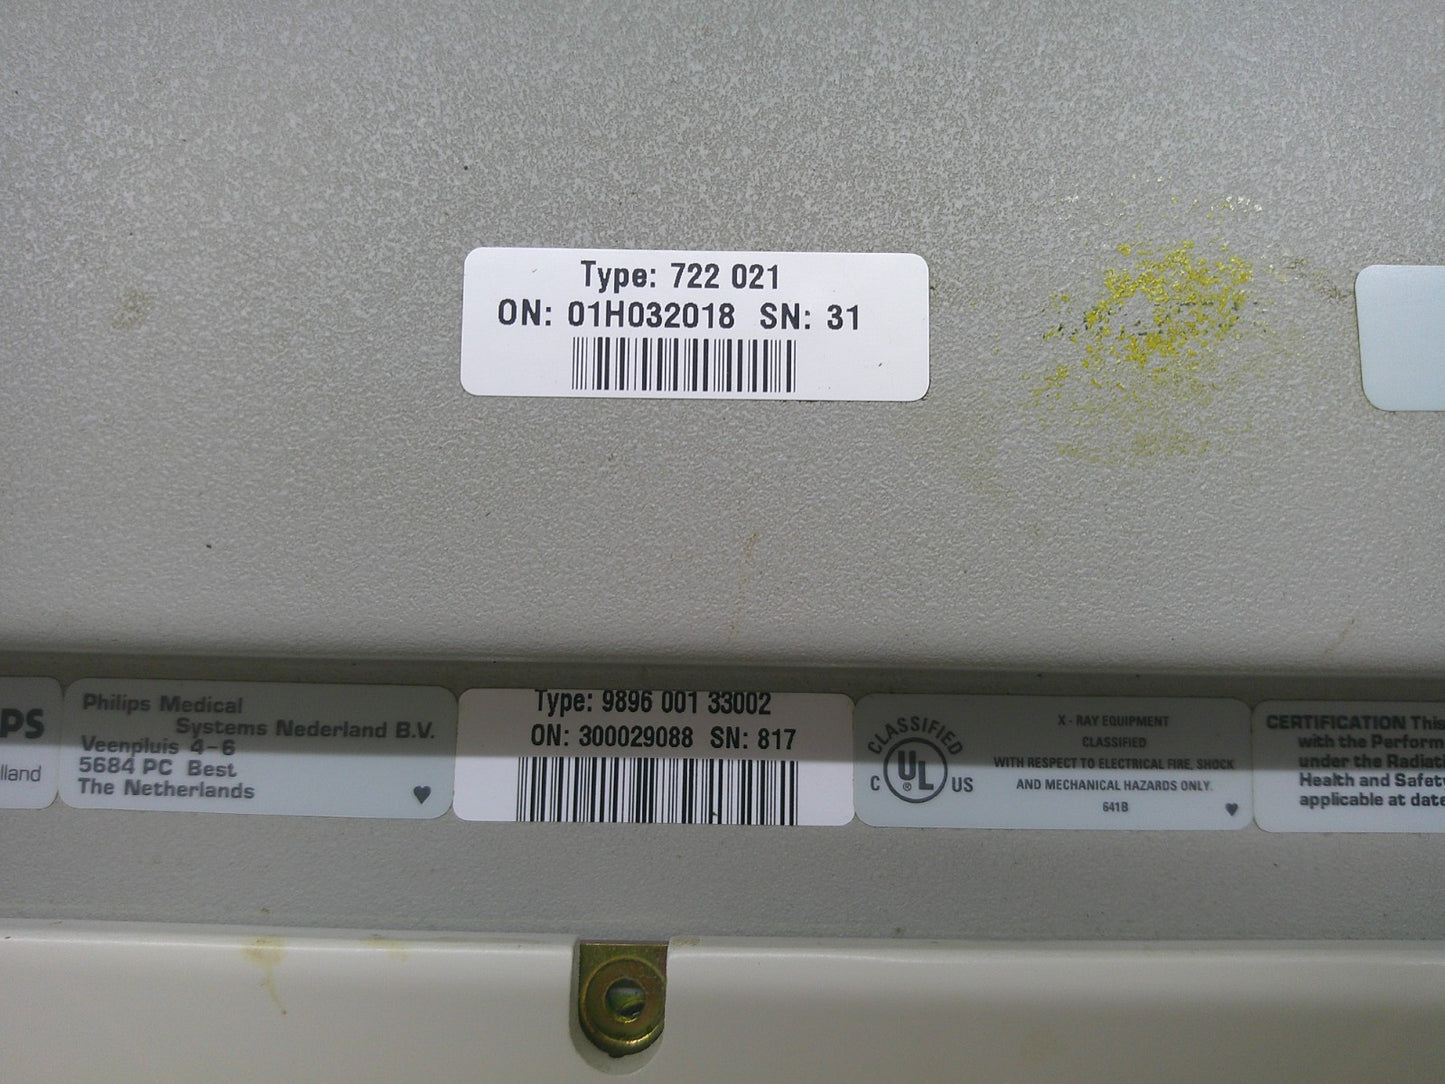 Type: 722 021
ON: 01H032018 SN: 31
PS
lland
Philips Medical
Systems Nederland B.V.
Veenpluis 4-6
5684 PC Best
The Netherlands
Type: 9896 001 33002
ON: 300029088 SN: 817
CLASSIFIED
C UL ® US
X - RAY EQUIPMENT
CLASSIFIED
WITH RESPECT TO ELECTRICAL FIRE, SHOCK
AND MECHANICAL HAZARDS ONLY.
641B
CERTIFICATION This
with the Perform
under the Radiati
Health and Safety
applicable at date